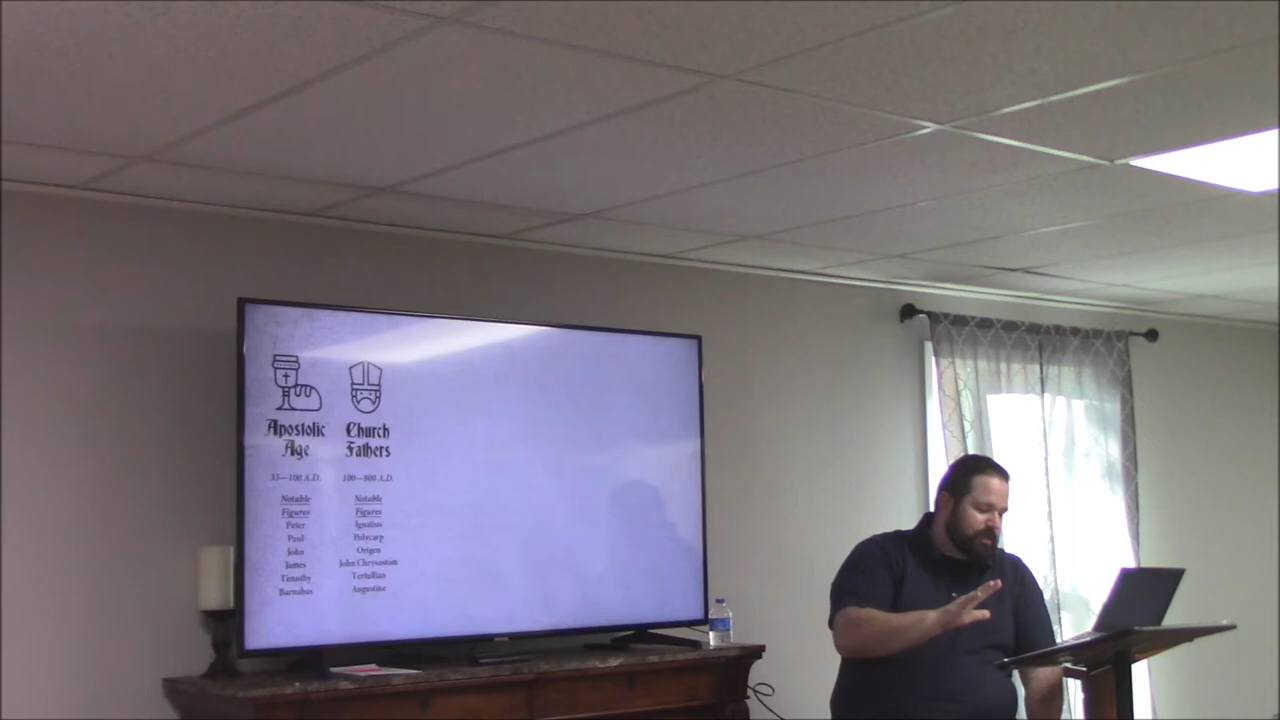 Apostolic
Age
33—100 A.D.
Notable
Figures
Peter
Paul
John
James
Timothy
Barnabas
Church
Fathers
100—800 A.D.
Notable
Figures
Ignatius
Polycarp
Origen
John Chrysostom
Tertullian
Augustine